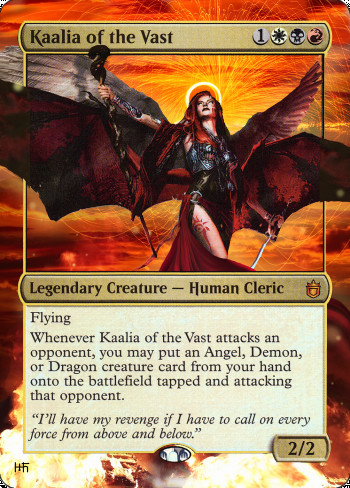 Kaalia of the Vast 1
Legendary Creature — Human Cleric
Flying
Whenever Kaalia of the Vast attacks an
opponent, you may put an Angel, Demon,
or Dragon creature card from your hand
onto the battlefield tapped and attacking
that opponent.
“I’ll have my revenge if I have to call on every
force from above and below.”
2/2